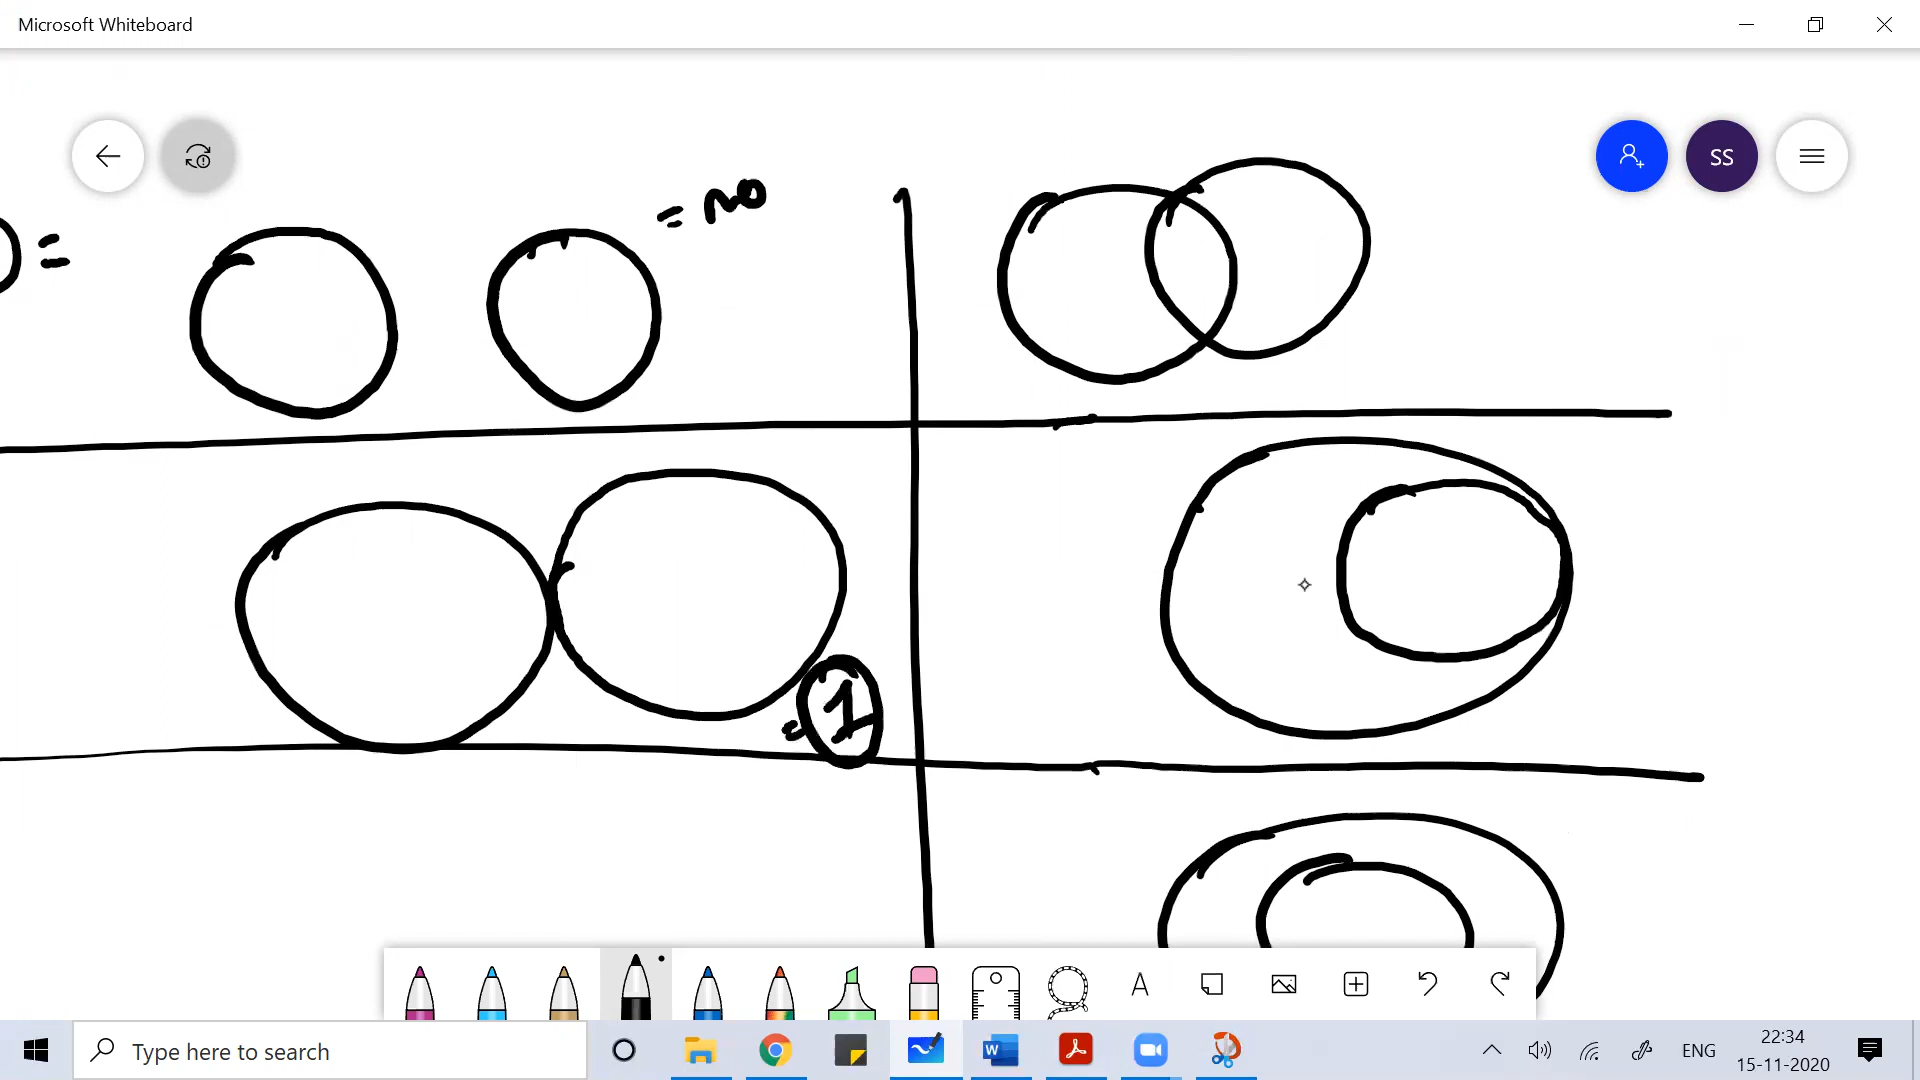 Microsoft Whiteboard
SS
= no
=
= 1
A
Type here to search
W
ENG
22:34
15-11-2020